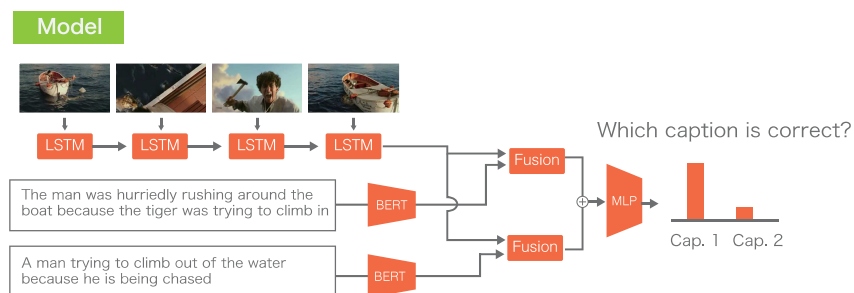 Model
LSTM LSTM LSTM LSTM
Which caption is correct?
Fusion
The man was hurriedly rushing around the
boat because the tiger was trying to climb in
BERT
MLP
Fusion
Cap. 1 Cap. 2
A man trying to climb out of the water
because he is being chased
BERT